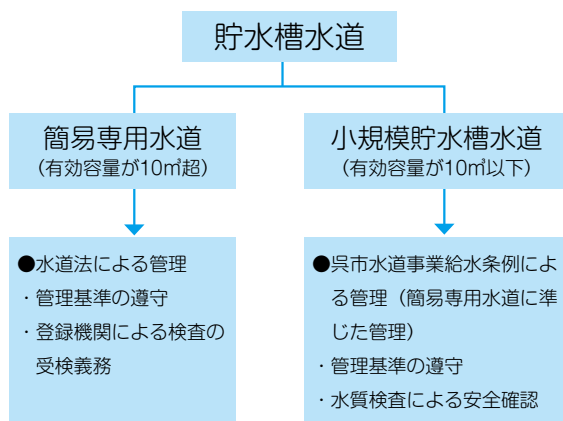 貯水槽水道
簡易専用水道
（有効容量が10㎥超）
小規模貯水槽水道
（有効容量が10㎥以下）
●水道法による管理
・管理基準の遵守
・登録機関による検査の
受検義務
●呉市水道事業給水条例によ
る管理（簡易専用水道に準
じた管理）
・管理基準の遵守
・水質検査による安全確認